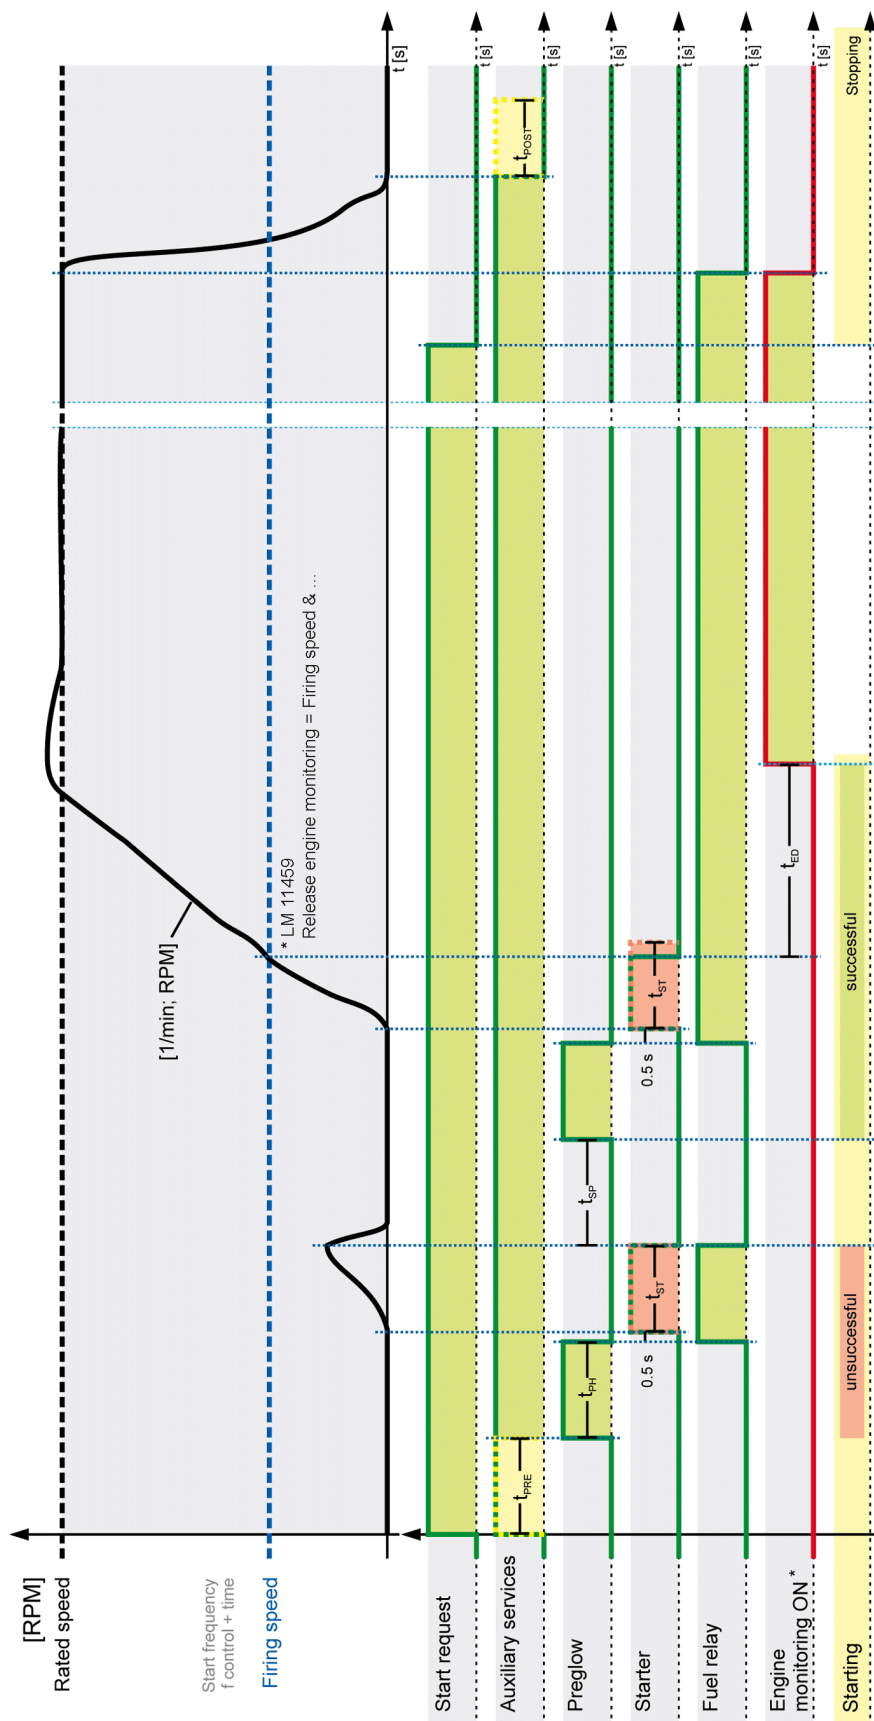 [RPM]
Rated speed
Start frequency
f control + time
Firing speed
[1/min; RPM]
* LM 11459
Release engine monitoring = Firing speed & ...
t [s]
Start request
t [s]
Auxiliary services
tPRE
tPOST
t [s]
Preglow
tPH
tSP
t [s]
Starter
0.5 s
tST
0.5 s
tST
t [s]
Fuel relay
t [s]
Engine
monitoring ON *
tED
t [s]
Starting
unsuccessful
successful
Stopping